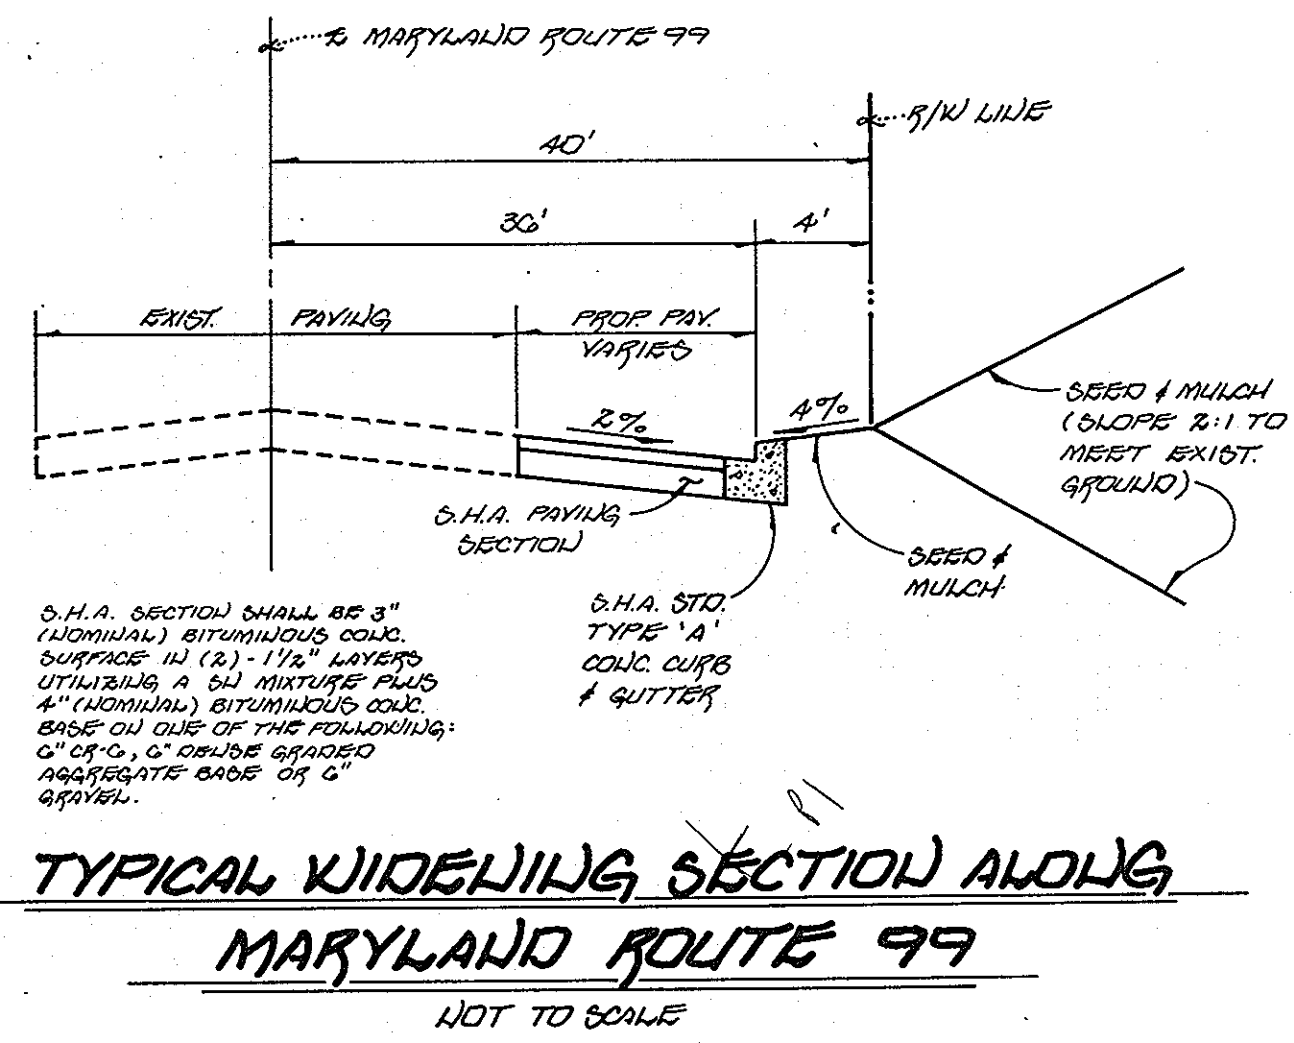 ℄ MARYLAND ROUTE 99
R/W LINE
40'
36'
4'
EXIST. PAVING
PROP. PAV.
VARIES
2%
4%
SEED & MULCH
(SLOPE 2:1 TO
MEET EXIST.
GROUND)
S.H.A. PAVING
SECTION
SEED &
MULCH
S.H.A. STD.
TYPE 'A'
CONC. CURB
& GUTTER
S.H.A. SECTION SHALL BE 3"
(NOMINAL) BITUMINOUS CONC.
SURFACE IN (2) - 1 1/2" LAYERS
UTILIZING A SN MIXTURE PLUS
4" (NOMINAL) BITUMINOUS CONC.
BASE ON ONE OF THE FOLLOWING:
6" CR-6, 6" DENSE GRADED
AGGREGATE BASE OR 6"
GRAVEL.
TYPICAL WIDENING SECTION ALONG
MARYLAND ROUTE 99
NOT TO SCALE